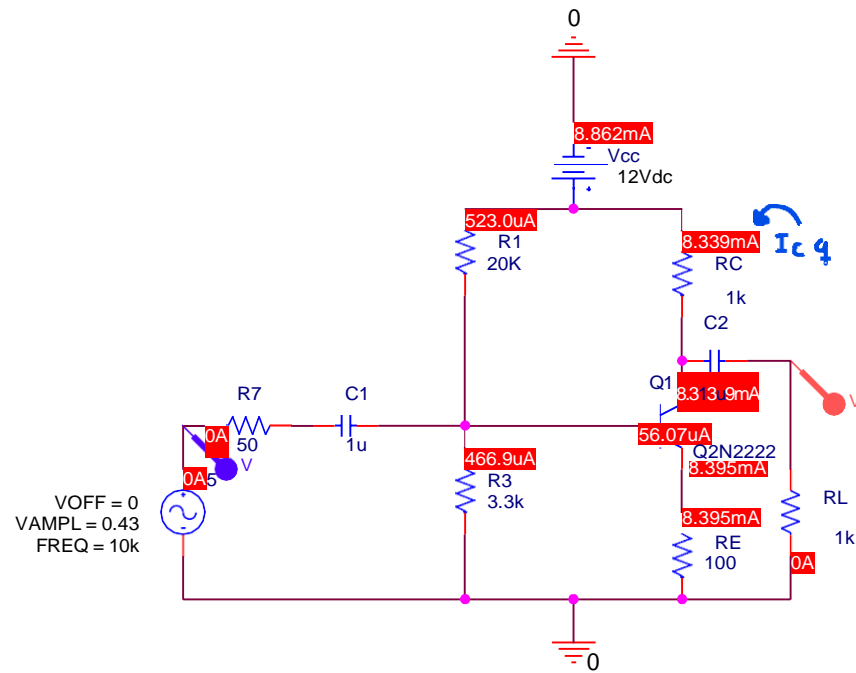 0
8.862mA
-
Vcc
12Vdc
+
523.0uA
R1
20K
8.339mA
Icq
RC
1k
C2
Q1
V
R7
50
C1
1u
56.07uA
Q2N2222
8.395mA
0A
V
0A
5
466.9uA
R3
3.3k
VOFF = 0
VAMPL = 0.43
FREQ = 10k
+
-
8.395mA
RE
100
RL
1k
0A
0